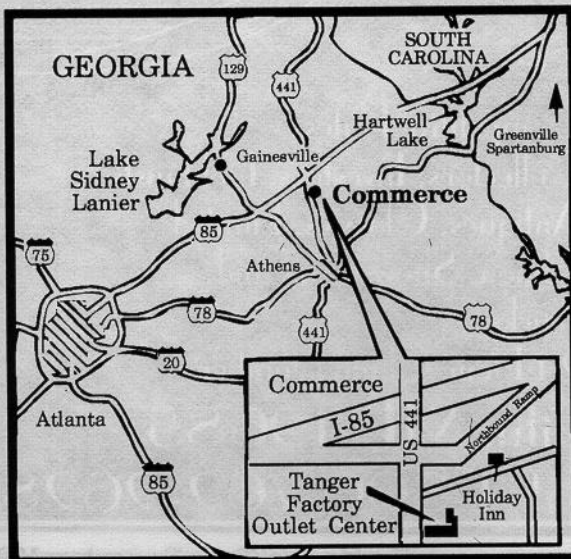 GEORGIA
129
441
SOUTH
CAROLINA
Hartwell
Lake
Greenville
Spartanburg
Lake
Sidney
Lanier
Gainesville
Commerce
85
75
Athens
78
441
78
20
Atlanta
85
Commerce
I-85
US 441
Northbound Ramp
Tanger
Factory
Outlet Center
Holiday
Inn